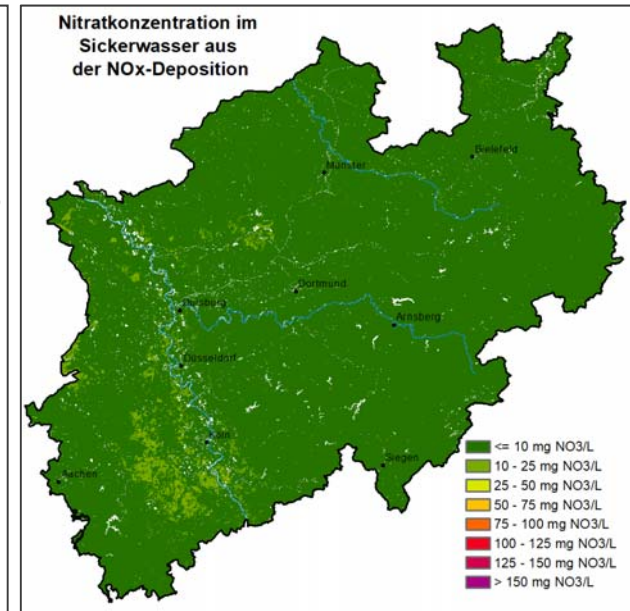 Nitratkonzentration im
Sickerwasser aus
der NOx-Deposition
Bielefeld
Münster
Dortmund
Duisburg
Arnsberg
Düsseldorf
Köln
Siegen
Aachen
<= 10 mg NO3/L
10 - 25 mg NO3/L
25 - 50 mg NO3/L
50 - 75 mg NO3/L
75 - 100 mg NO3/L
100 - 125 mg NO3/L
125 - 150 mg NO3/L
> 150 mg NO3/L